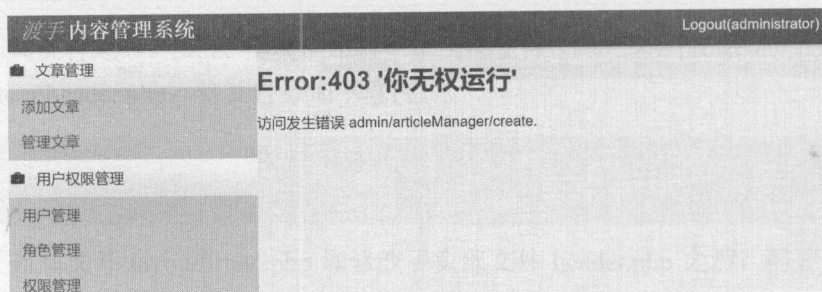 渡手 内容管理系统
Logout(administrator)
文章管理
添加文章
管理文章
用户权限管理
用户管理
角色管理
权限管理
Error:403 '你无权运行'
访问发生错误 admin/articleManager/create.